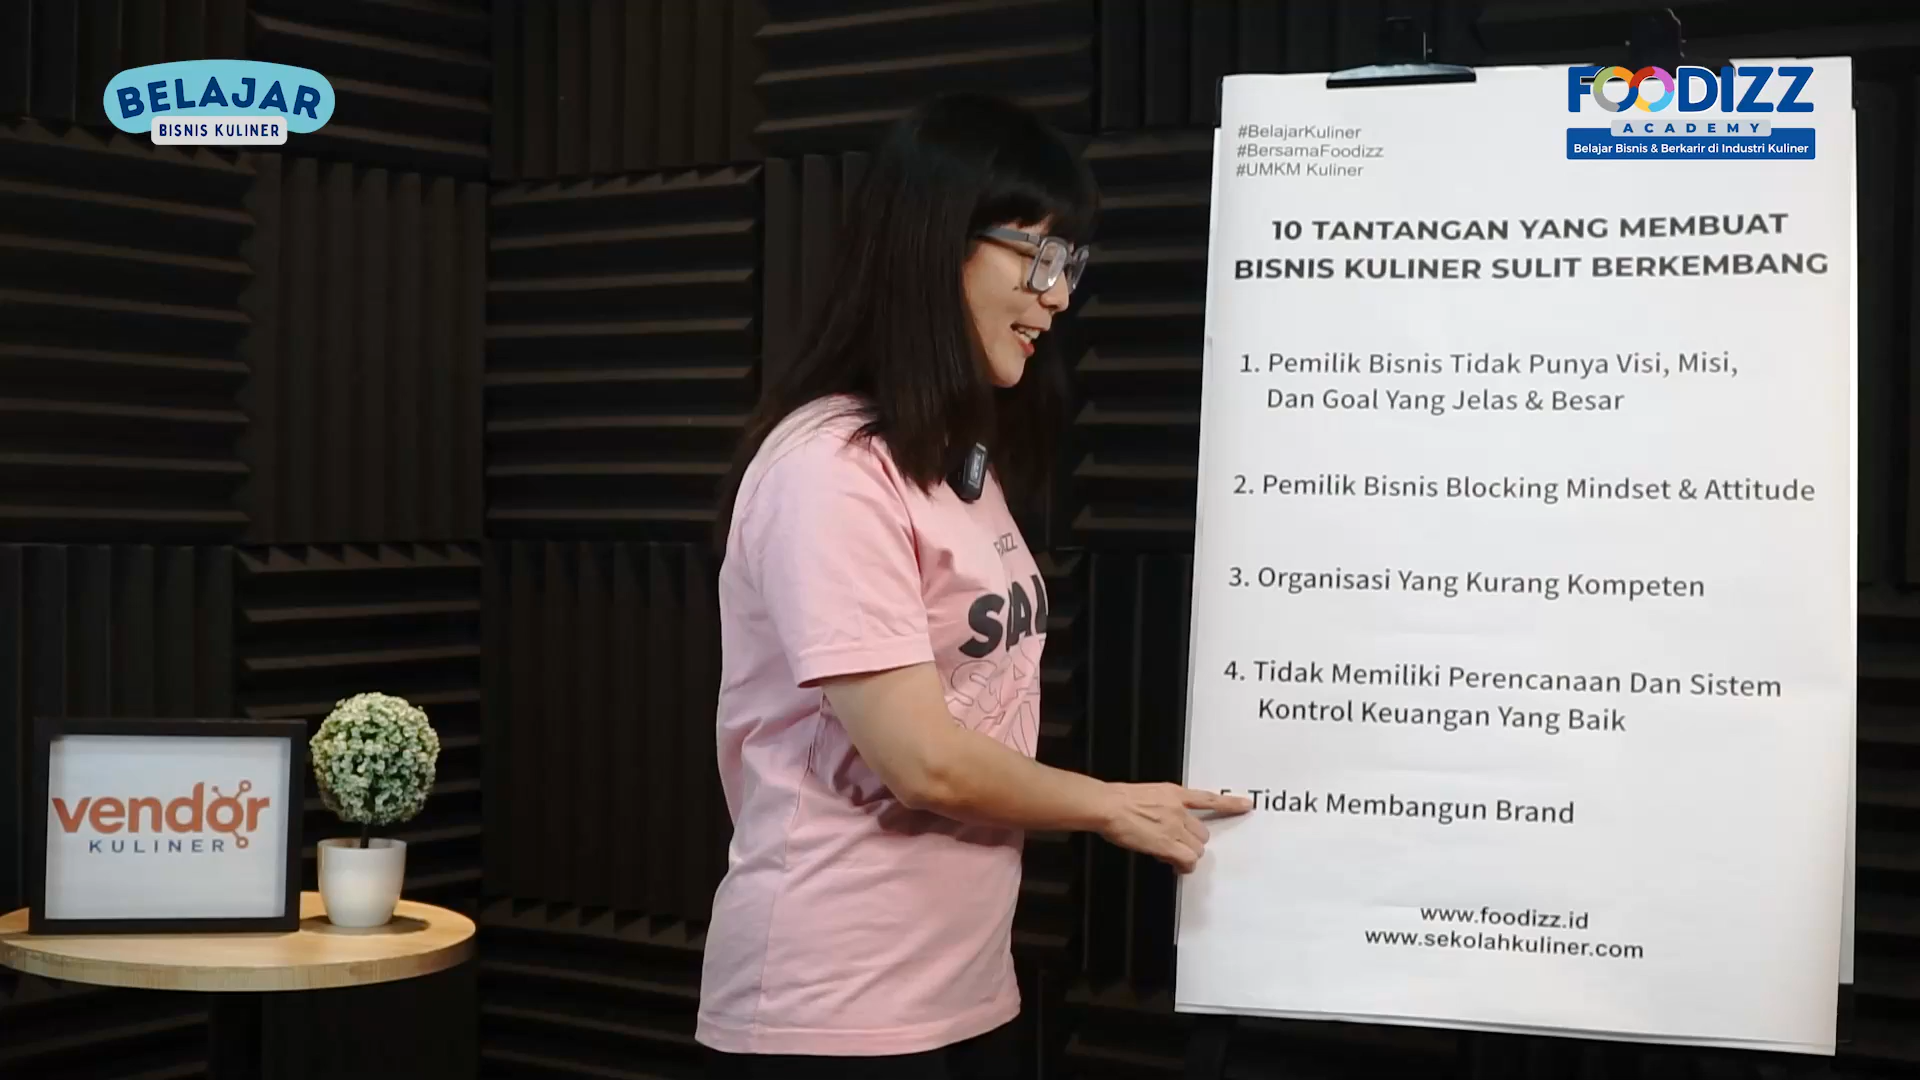 BELAJAR
BISNIS KULINER
FOODIZZ
ACADEMY
Belajar Bisnis & Berkarir di Industri Kuliner
#BelajarKuliner
#BersamaFoodizz
#UMKM Kuliner
10 TANTANGAN YANG MEMBUAT
BISNIS KULINER SULIT BERKEMBANG
1. Pemilik Bisnis Tidak Punya Visi, Misi,
Dan Goal Yang Jelas & Besar
2. Pemilik Bisnis Blocking Mindset & Attitude
3. Organisasi Yang Kurang Kompeten
4. Tidak Memiliki Perencanaan Dan Sistem
Kontrol Keuangan Yang Baik
Tidak Membangun Brand
www.foodizz.id
www.sekolahkuliner.com
vendor
KULINER